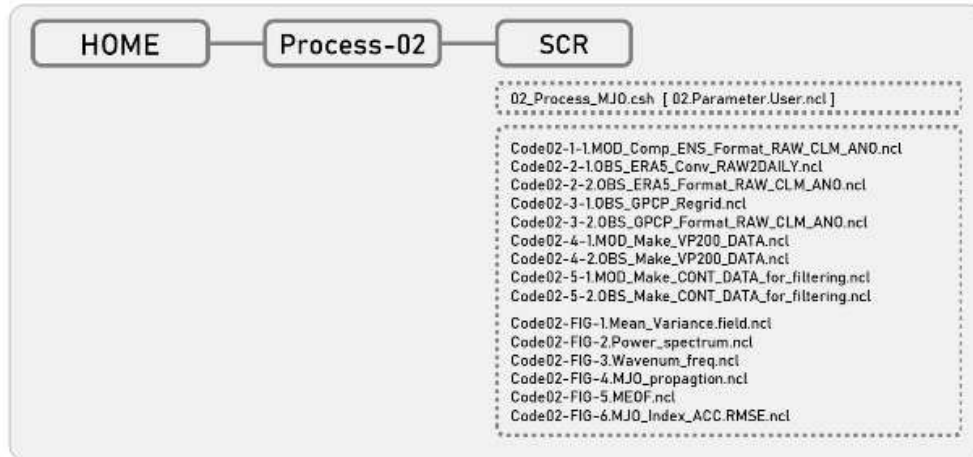 HOME
Process-02
SCR
02_Process_MJO.csh [ 02.Parameter.User.ncl ]
Code02-1-1.MOD_Comp_ENS_Format_RAW_CLM_ANO.ncl
Code02-2-1.OBS_ERA5_Conv_RAW2DAILY.ncl
Code02-2-2.OBS_ERA5_Format_RAW_CLM_ANO.ncl
Code02-3-1.OBS_GPCP_Regrid.ncl
Code02-3-2.OBS_GPCP_Format_RAW_CLM_ANO.ncl
Code02-4-1.MOD_Make_VP200_DATA.ncl
Code02-4-2.OBS_Make_VP200_DATA.ncl
Code02-5-1.MOD_Make_CONT_DATA_for_filtering.ncl
Code02-5-2.OBS_Make_CONT_DATA_for_filtering.ncl
Code02-FIG-1.Mean_Variance.field.ncl
Code02-FIG-2.Power_spectrum.ncl
Code02-FIG-3.Wavenum_freq.ncl
Code02-FIG-4.MJO_propagtion.ncl
Code02-FIG-5.MEOF.ncl
Code02-FIG-6.MJO_Index_ACC.RMSE.ncl